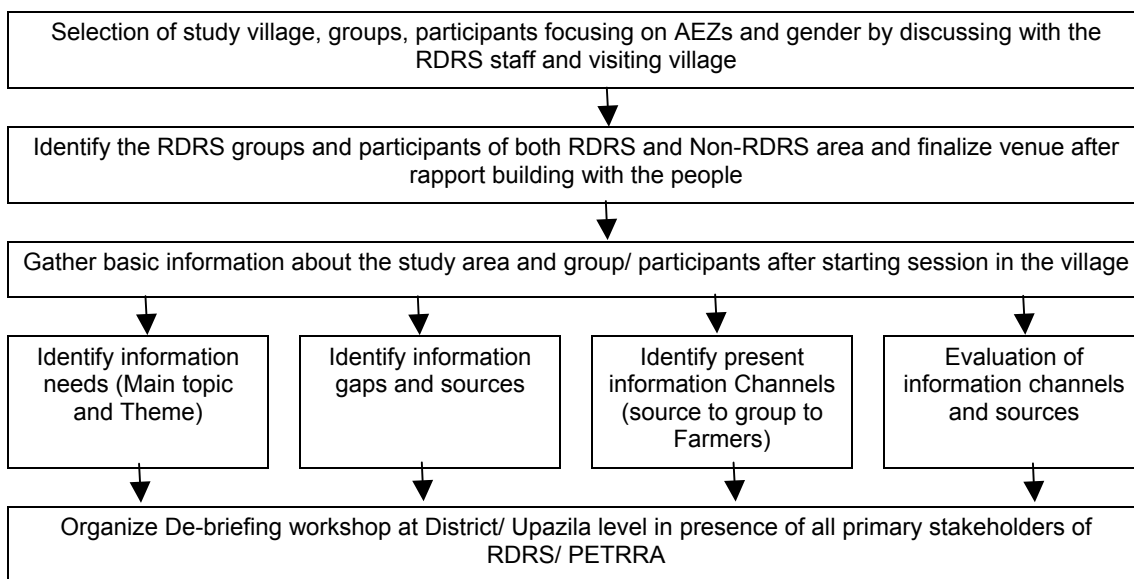 Selection of study village, groups, participants focusing on AEZs and gender by discussing with the
RDRS staff and visiting village
Identify the RDRS groups and participants of both RDRS and Non-RDRS area and finalize venue after
rapport building with the people
Gather basic information about the study area and group/ participants after starting session in the village
Identify information
needs (Main topic
and Theme)
Identify information
gaps and sources
Identify present
information Channels
(source to group to
Farmers)
Evaluation of
information channels
and sources
Organize De-briefing workshop at District/ Upazila level in presence of all primary stakeholders of
RDRS/ PETRRA